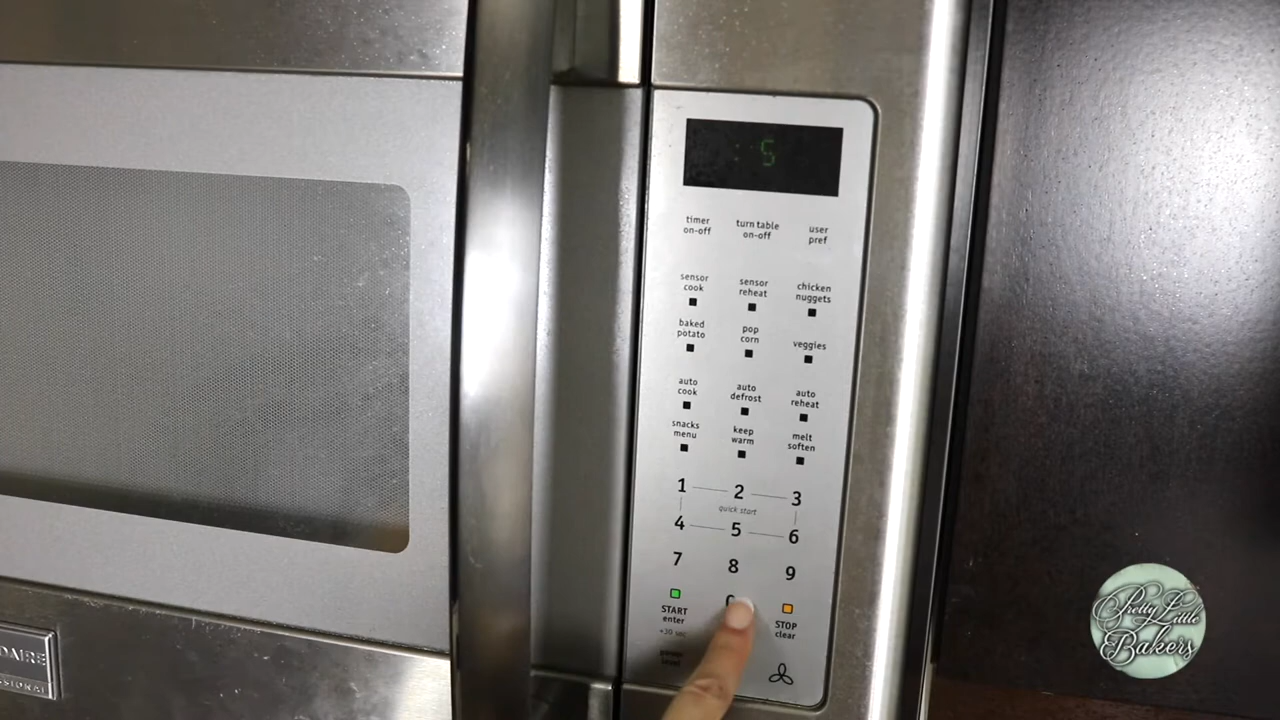 : 5
timer
on-off
turn table
on-off
user
pref
sensor
cook
sensor
reheat
chicken
nuggets
baked
potato
pop
corn
veggies
auto
cook
auto
defrost
auto
reheat
snacks
menu
keep
warm
melt
soften
1 2 3
quick start
4 5 6
7 8 9
START
enter
+30 sec
STOP
clear
power
level
Pretty Little
Bakers